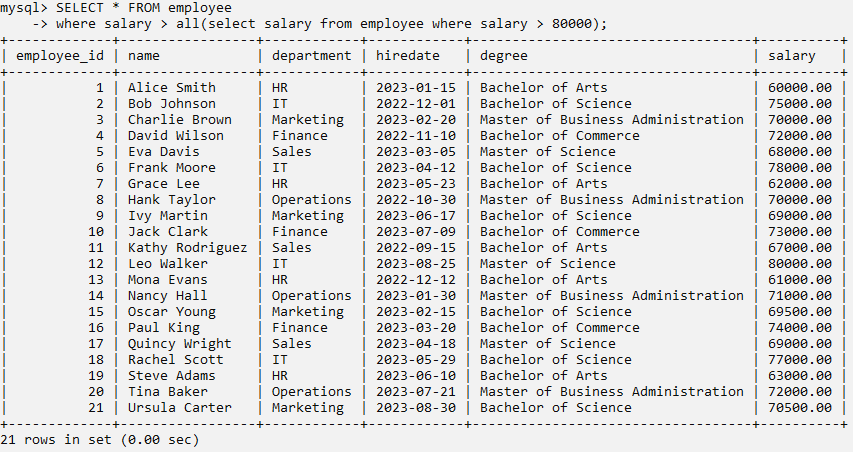 mysql> SELECT * FROM employee
    -> where salary > all(select salary from employee where salary > 80000);
+-------------+-----------------+------------+------------+-----------------------------------+----------+
| employee_id | name            | department | hiredate   | degree                            | salary   |
+-------------+-----------------+------------+------------+-----------------------------------+----------+
|           1 | Alice Smith     | HR         | 2023-01-15 | Bachelor of Arts                  | 60000.00 |
|           2 | Bob Johnson     | IT         | 2022-12-01 | Bachelor of Science               | 75000.00 |
|           3 | Charlie Brown   | Marketing  | 2023-02-20 | Master of Business Administration | 70000.00 |
|           4 | David Wilson    | Finance    | 2022-11-10 | Bachelor of Commerce              | 72000.00 |
|           5 | Eva Davis       | Sales      | 2023-03-05 | Master of Science                 | 68000.00 |
|           6 | Frank Moore     | IT         | 2023-04-12 | Bachelor of Science               | 78000.00 |
|           7 | Grace Lee       | HR         | 2023-05-23 | Bachelor of Arts                  | 62000.00 |
|           8 | Hank Taylor     | Operations | 2022-10-30 | Master of Business Administration | 70000.00 |
|           9 | Ivy Martin      | Marketing  | 2023-06-17 | Bachelor of Science               | 69000.00 |
|          10 | Jack Clark      | Finance    | 2023-07-09 | Bachelor of Commerce              | 73000.00 |
|          11 | Kathy Rodriguez | Sales      | 2022-09-15 | Bachelor of Arts                  | 67000.00 |
|          12 | Leo Walker      | IT         | 2023-08-25 | Master of Science                 | 80000.00 |
|          13 | Mona Evans      | HR         | 2022-12-12 | Bachelor of Arts                  | 61000.00 |
|          14 | Nancy Hall      | Operations | 2023-01-30 | Master of Business Administration | 71000.00 |
|          15 | Oscar Young     | Marketing  | 2023-02-15 | Bachelor of Science               | 69500.00 |
|          16 | Paul King       | Finance    | 2023-03-20 | Bachelor of Commerce              | 74000.00 |
|          17 | Quincy Wright   | Sales      | 2023-04-18 | Master of Science                 | 69000.00 |
|          18 | Rachel Scott    | IT         | 2023-05-29 | Bachelor of Science               | 77000.00 |
|          19 | Steve Adams     | HR         | 2023-06-10 | Bachelor of Arts                  | 63000.00 |
|          20 | Tina Baker      | Operations | 2023-07-21 | Master of Business Administration | 72000.00 |
|          21 | Ursula Carter   | Marketing  | 2023-08-30 | Bachelor of Science               | 70500.00 |
+-------------+-----------------+------------+------------+-----------------------------------+----------+
21 rows in set (0.00 sec)